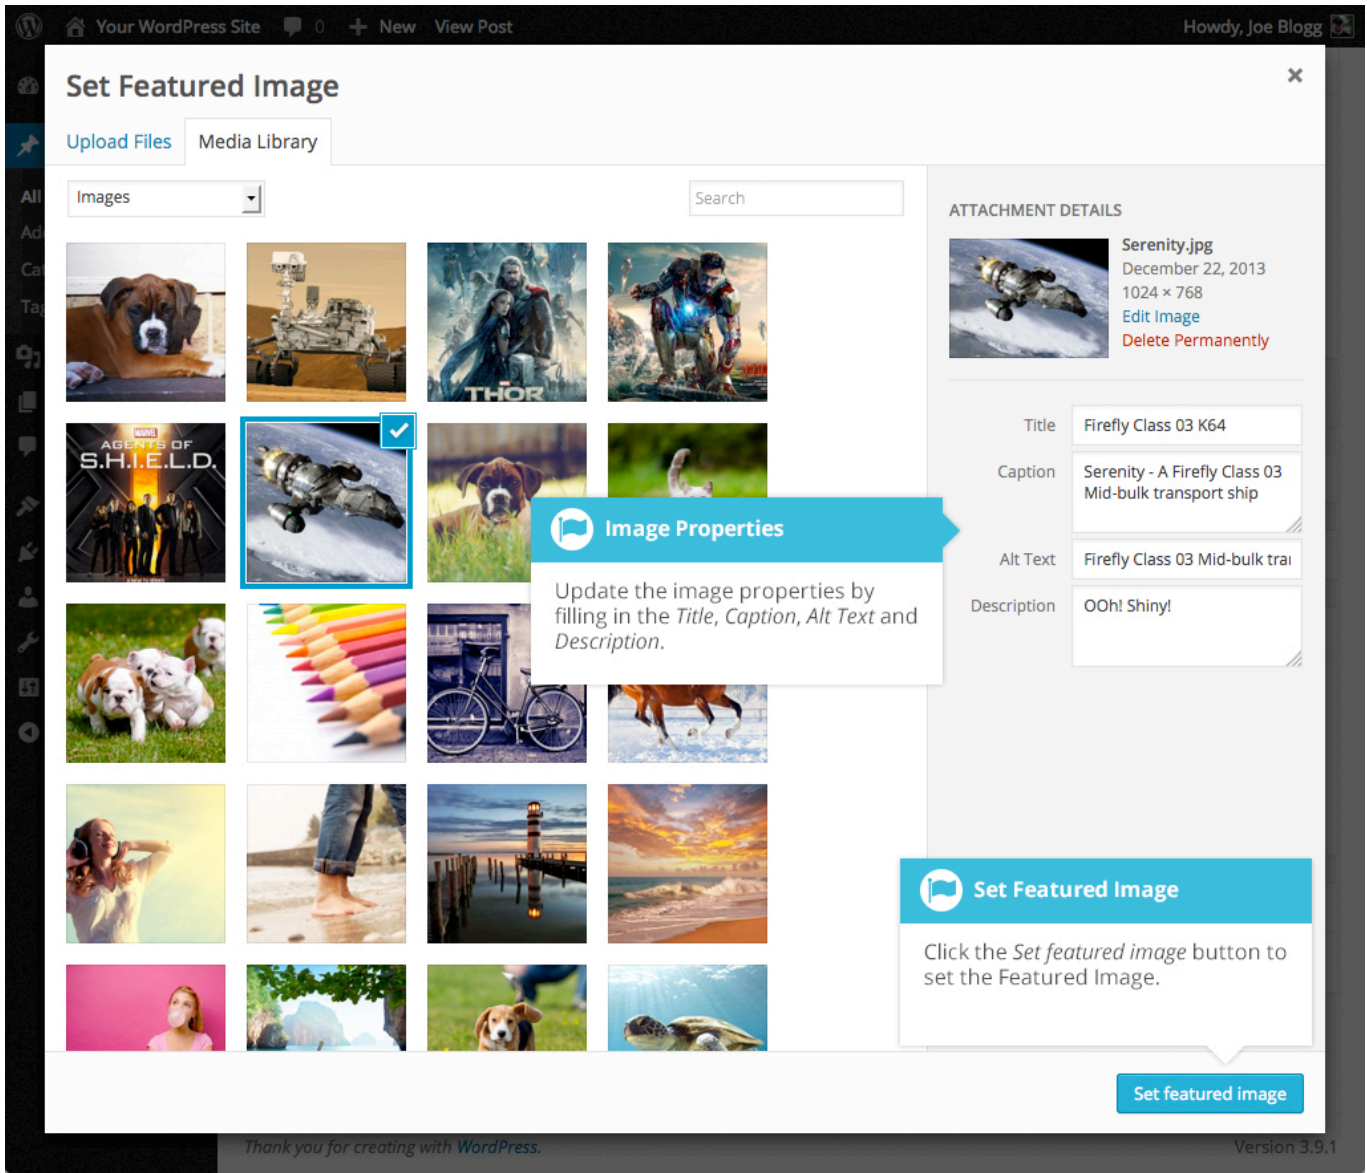 Your WordPress Site 0 New View Post Howdy, Joe Blogg
Set Featured Image
Upload Files Media Library
Images
Search
THOR
MARVEL
AGENTS OF
S.H.I.E.L.D.
All
Tag
ATTACHMENT DETAILS
Serenity.jpg
December 22, 2013
1024 × 768
Edit Image
Delete Permanently
Title Firefly Class 03 K64
Caption Serenity - A Firefly Class 03
Mid-bulk transport ship
Alt Text Firefly Class 03 Mid-bulk tra
Description OOh! Shiny!
Image Properties
Update the image properties by
filling in the Title, Caption, Alt Text and
Description.
Set Featured Image
Click the Set featured image button to
set the Featured Image.
Set featured image
Thank you for creating with WordPress. Version 3.9.1